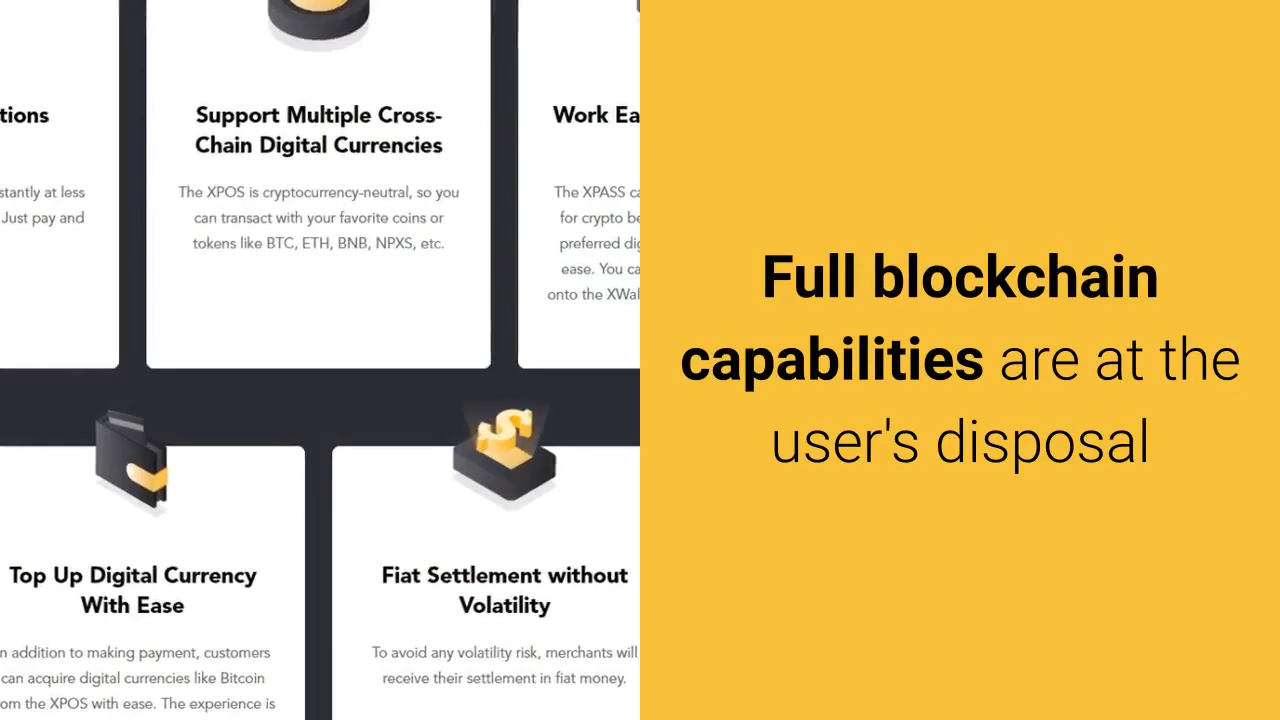 tions
stantly at less
Just pay and
Support Multiple Cross-
Chain Digital Currencies
The XPOS is cryptocurrency-neutral, so you
can transact with your favorite coins or
tokens like BTC, ETH, BNB, NPXS, etc.
Work Ea
The XPASS ca
for crypto be
preferred dig
ease. You ca
onto the XWal
Top Up Digital Currency
With Ease
n addition to making payment, customers
can acquire digital currencies like Bitcoin
om the XPOS with ease. The experience is
Fiat Settlement without
Volatility
To avoid any volatility risk, merchants will
receive their settlement in fiat money.
Full blockchain
capabilities are at the
user's disposal